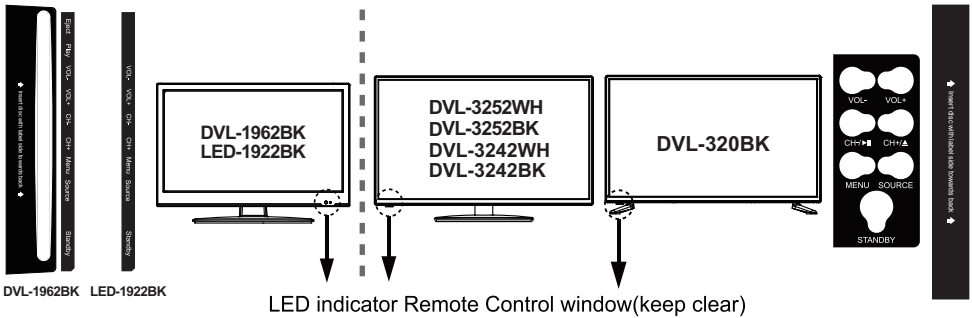 Insert disc with label side towards back
Eject Play VOL- VOL+ CH- CH+ Menu Source Standby
DVL-1962BK
VOL- VOL+ CH- CH+ Menu Source Standby
LED-1922BK
DVL-1962BK
LED-1922BK
DVL-3252WH
DVL-3252BK
DVL-3242WH
DVL-3242BK
DVL-320BK
VOL- VOL+
CH-/⏯ CH+/⏏
MENU SOURCE
STANDBY
Insert disc with label side towards back
LED indicator Remote Control window(keep clear)